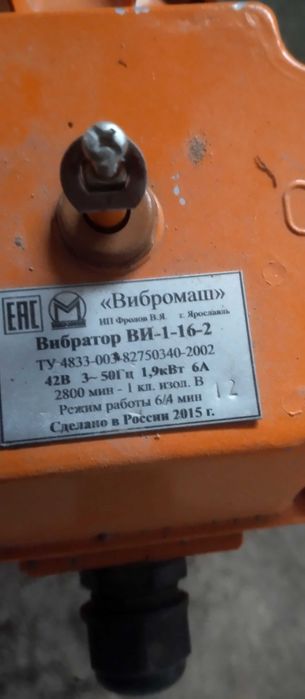 EAC М «Вибромаш»
ИП Фролов В.Я. г. Ярославль
Вибратор ВИ-1-16-2
ТУ 4833-003-82750340-2002
42В 3~ 50Гц 1,9кВт 6А
2800 мин - 1 кл. изол. В
Режим работы 6/4 мин 12
Сделано в России 2015 г.